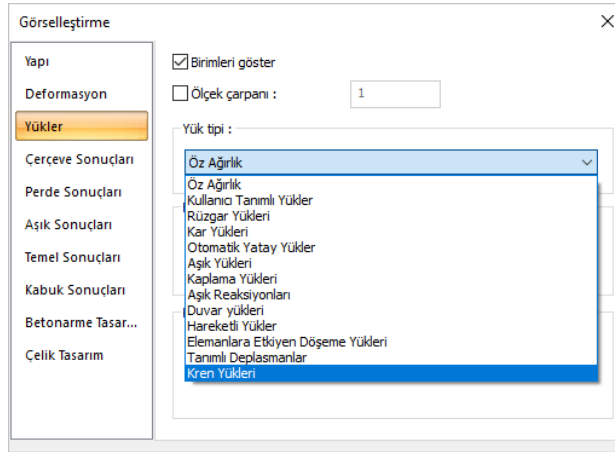 Görselleştirme
Yapı
Deformasyon
Yükler
Çerçeve Sonuçları
Perde Sonuçları
Aşık Sonuçları
Temel Sonuçları
Kabuk Sonuçları
Betonarme Tasar...
Çelik Tasarım
Birimleri göster
Ölçek çarpanı :
1
Yük tipi :
Öz Ağırlık
Öz Ağırlık
Kullanıcı Tanımlı Yükler
Rüzgar Yükleri
Kar Yükleri
Otomatik Yatay Yükler
Aşık Yükleri
Kaplama Yükleri
Aşık Reaksiyonları
Duvar yükleri
Hareketli Yükler
Elemanlara Etkiyen Döşeme Yükleri
Tanımlı Deplasmanlar
Kren Yükleri